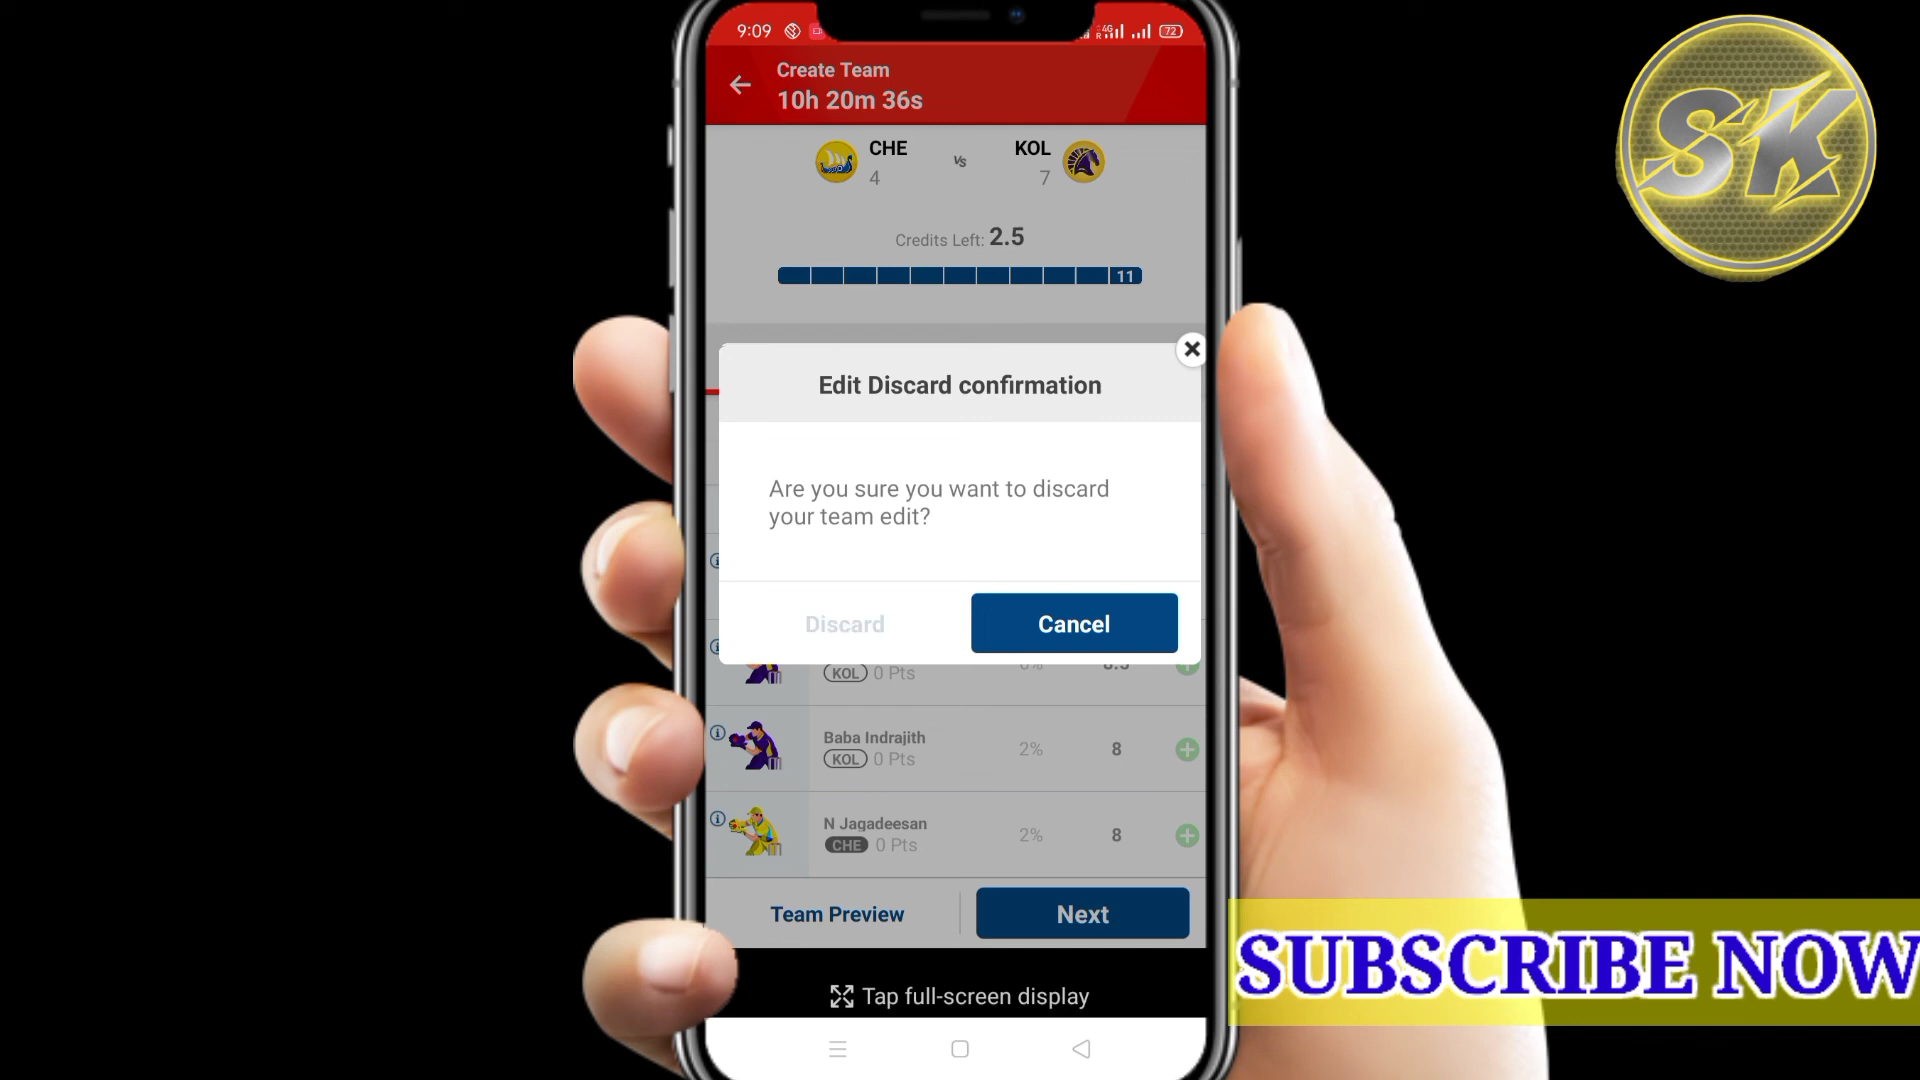 9:09
4G
R
72
SK
Create Team
10h 20m 36s
CHE
vs
KOL
4
7
Credits Left: 2.5
11
Edit Discard confirmation
Are you sure you want to discard
your team edit?
Discard
Cancel
KOL 0 Pts
Baba Indrajith
KOL 0 Pts
2%
8
N Jagadeesan
CHE 0 Pts
2%
8
Team Preview
Next
SUBSCRIBE NOW
Tap full-screen display